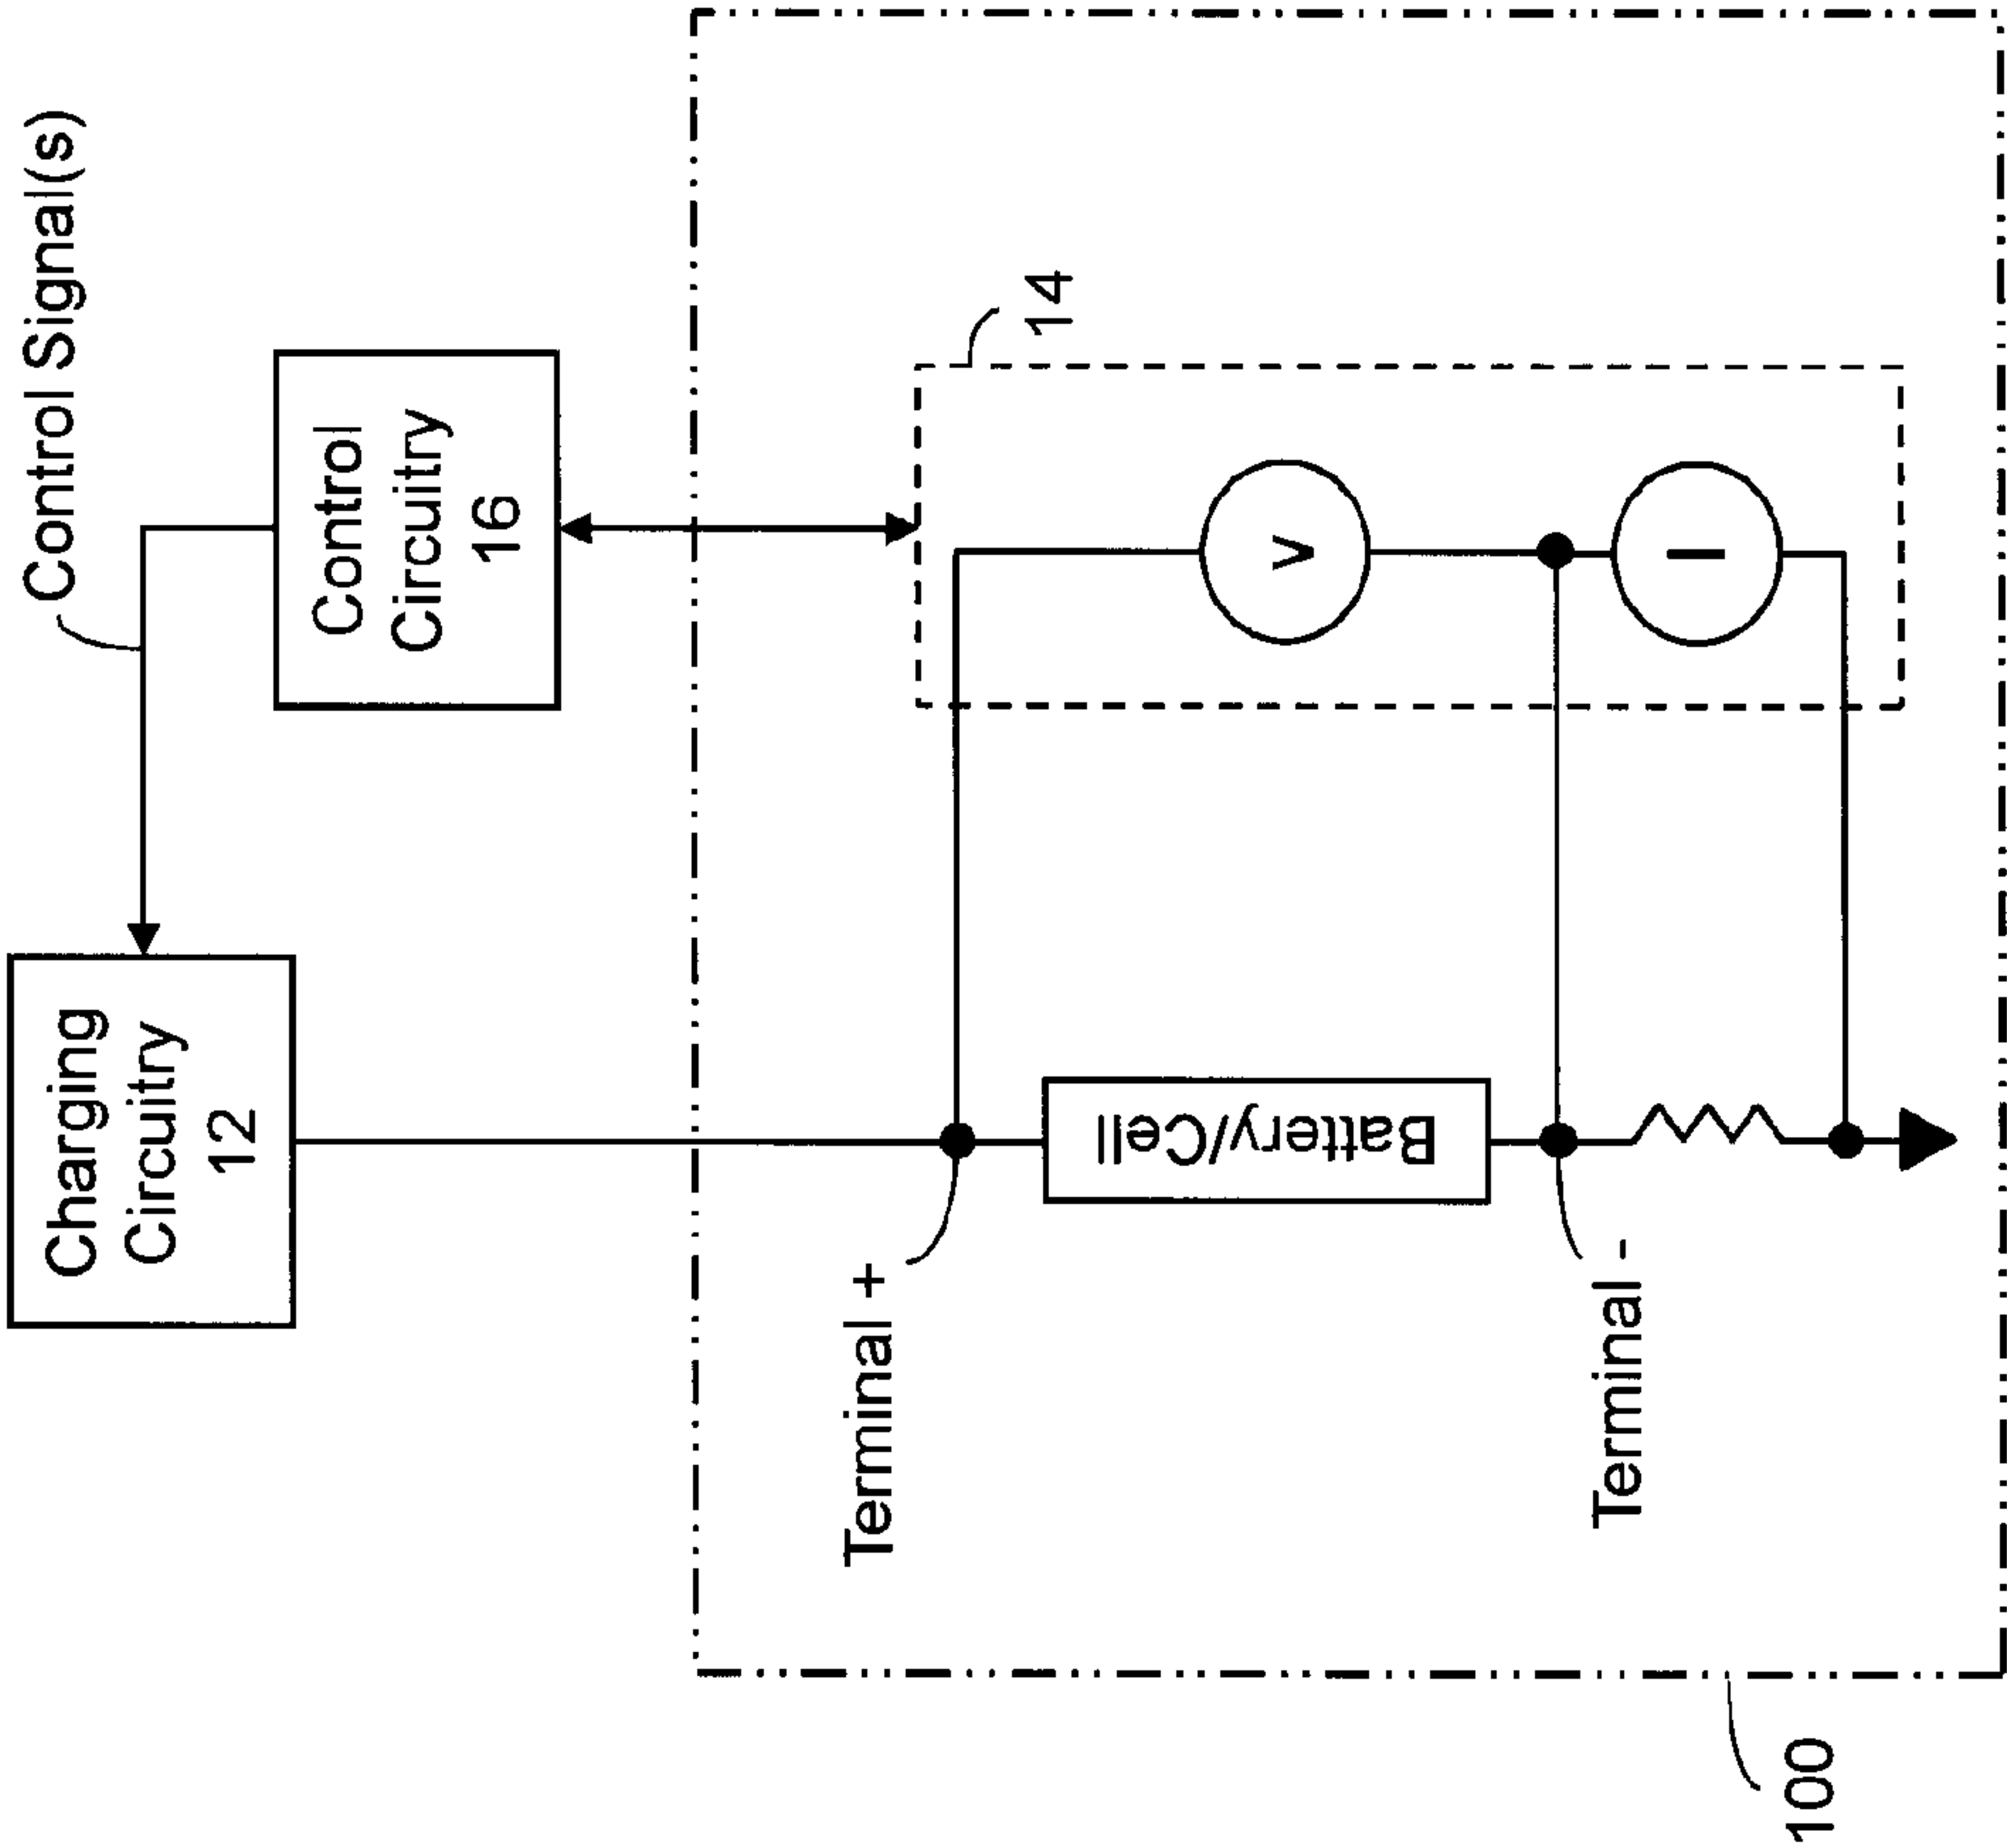 Control Signal(s)
Charging
Circuitry
12
Control
Circuitry
16
14
Terminal +
Battery/Cell
V
Terminal -
I
100